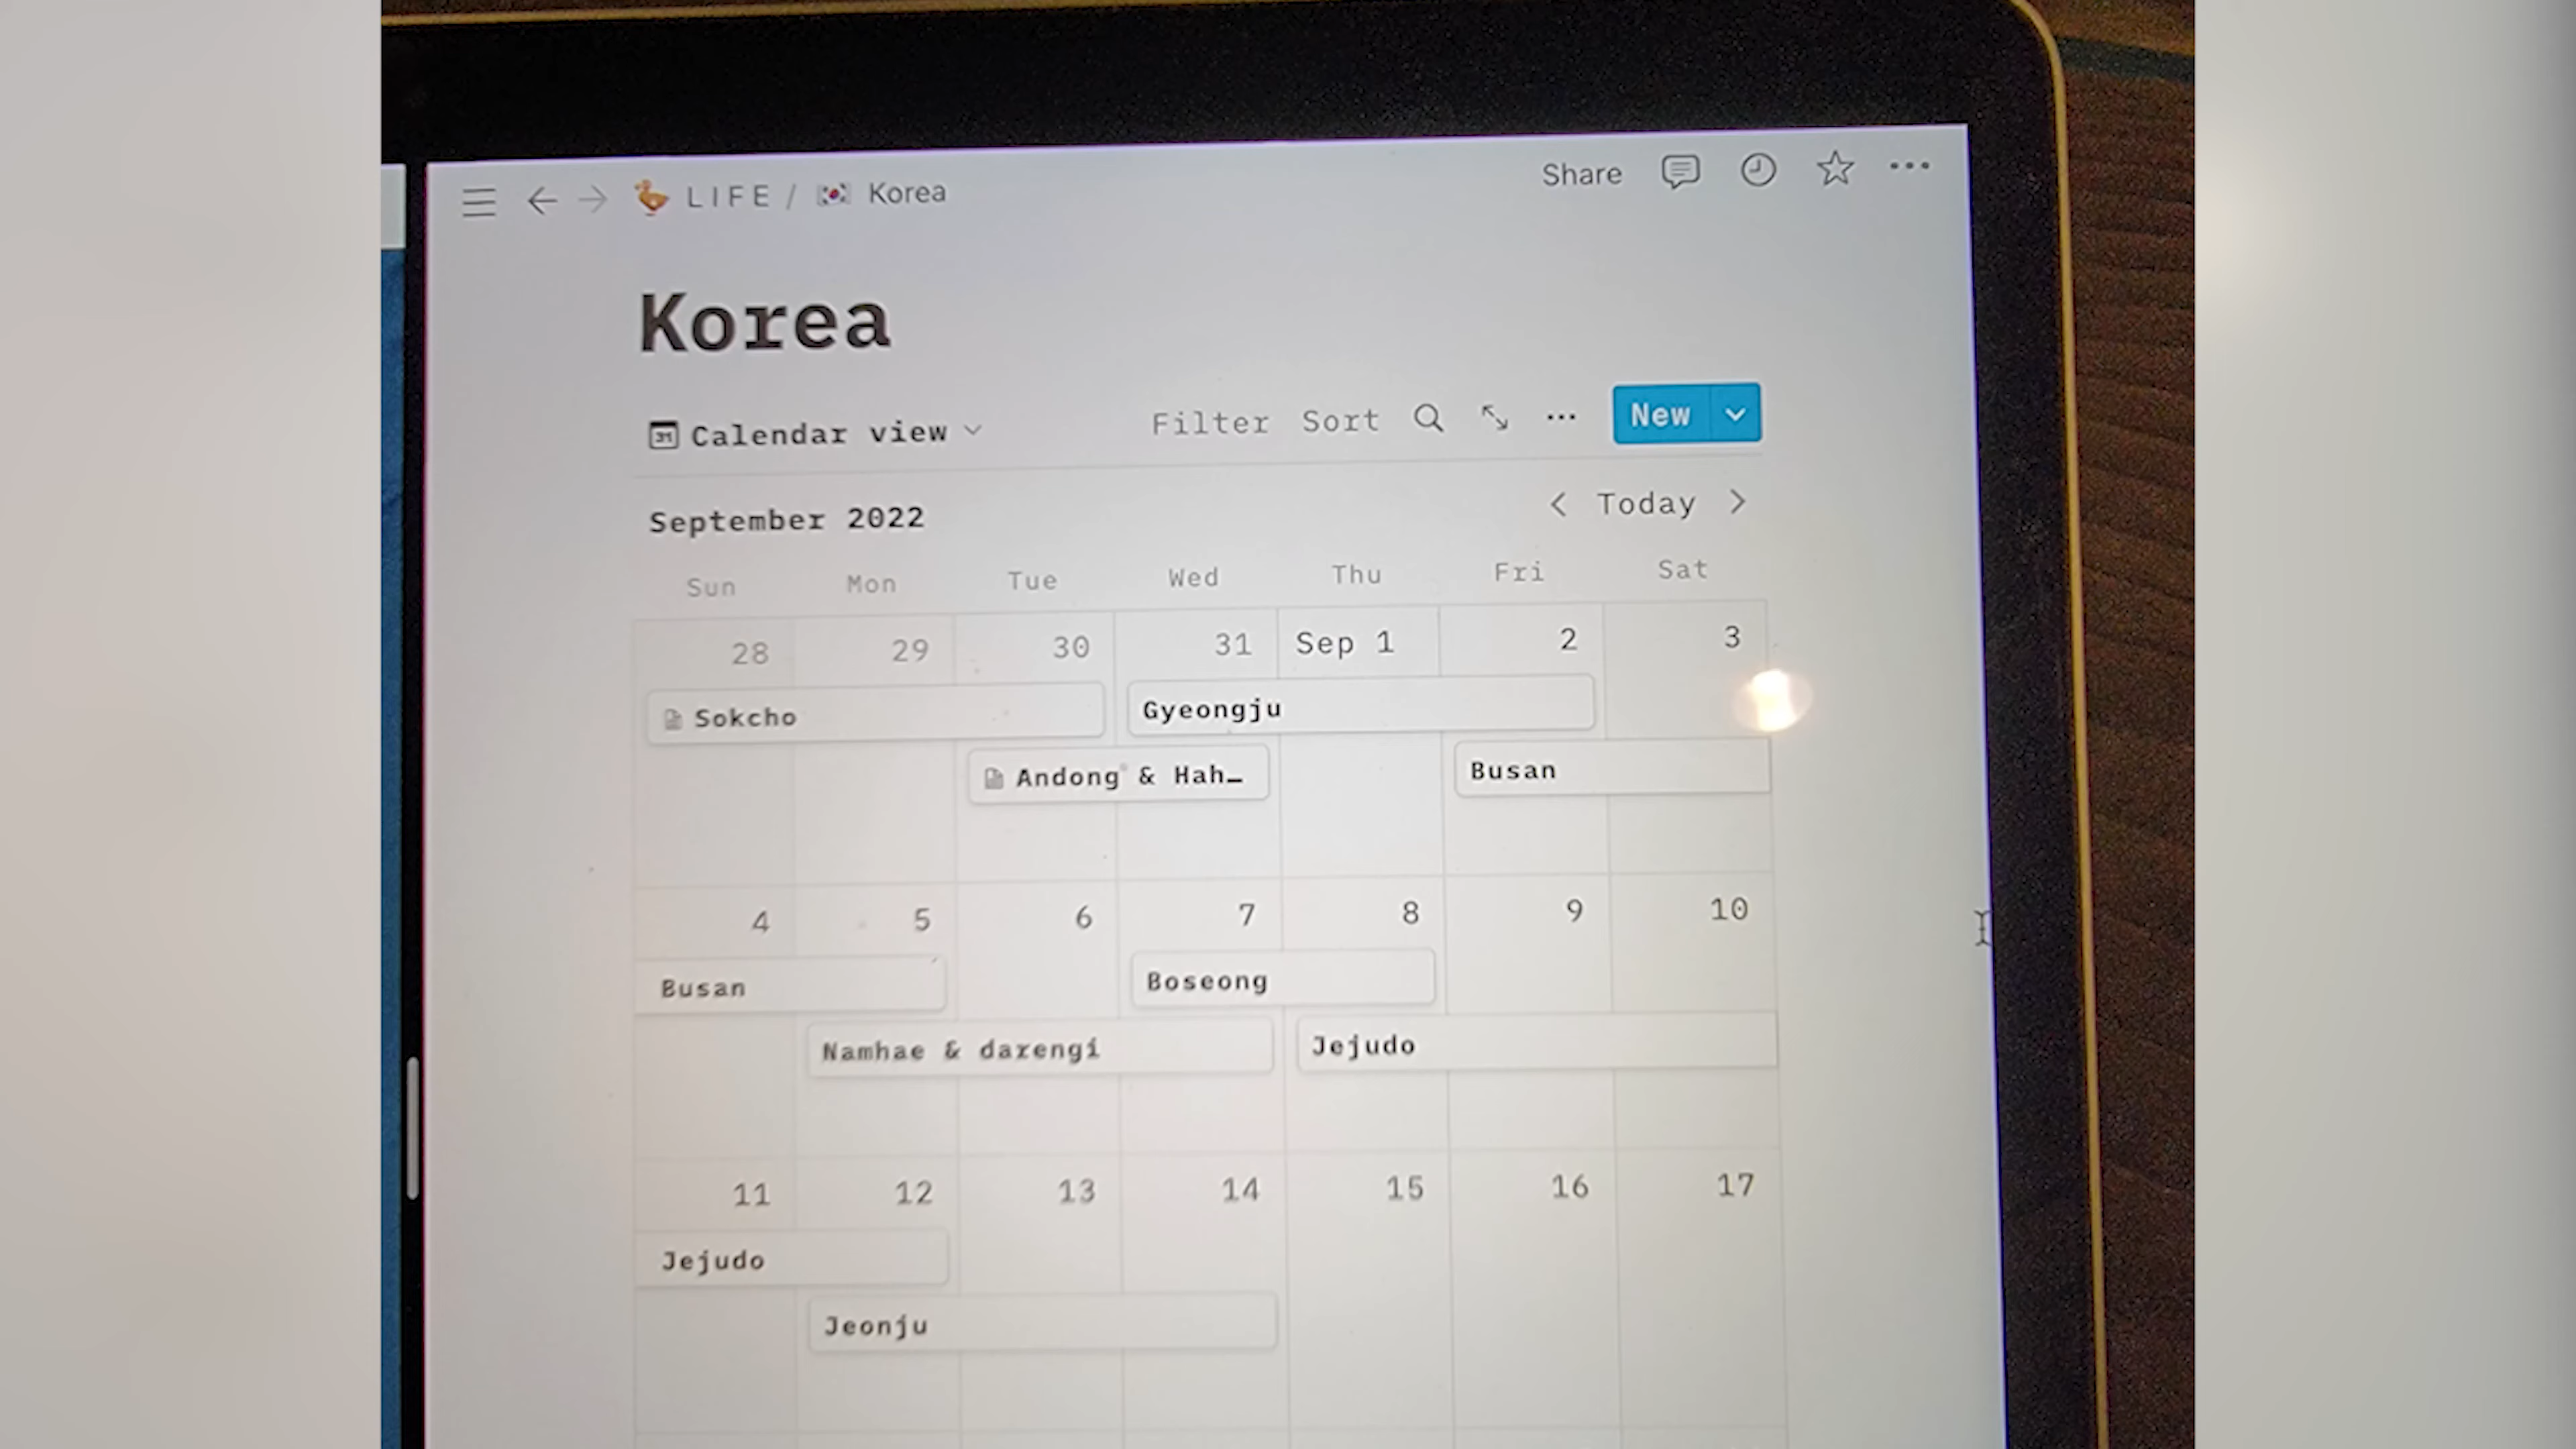 LIFE / Korea Share
Korea
31 Calendar view Filter Sort New
September 2022 Today
Sun Mon Tue Wed Thu Fri Sat
28 29 30 31 Sep 1 2 3
Sokcho Gyeongju
Andong & Hah… Busan
4 5 6 7 8 9 10
Busan Boseong
Namhae & darengi Jejudo
11 12 13 14 15 16 17
Jejudo
Jeonju